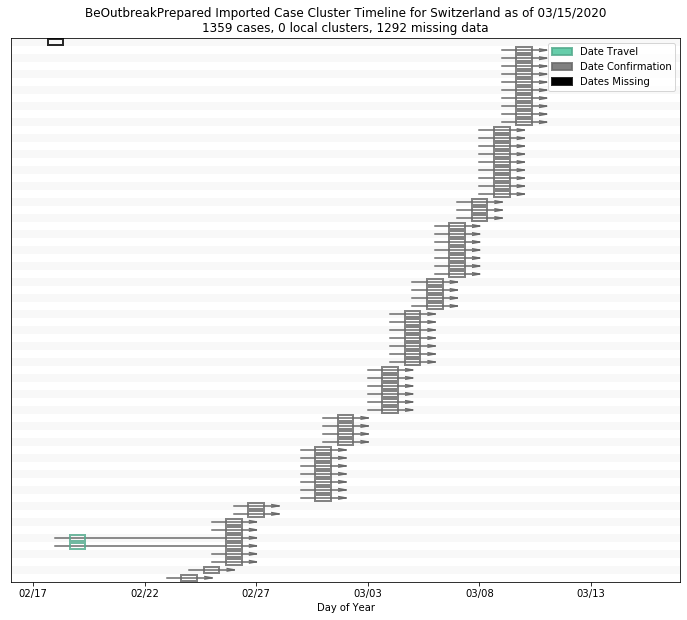 BeOutbreakPrepared Imported Case Cluster Timeline for Switzerland as of 03/15/2020
1359 cases, 0 local clusters, 1292 missing data
Date Travel
Date Confirmation
Dates Missing
02/17 02/22 02/27 03/03 03/08 03/13
Day of Year